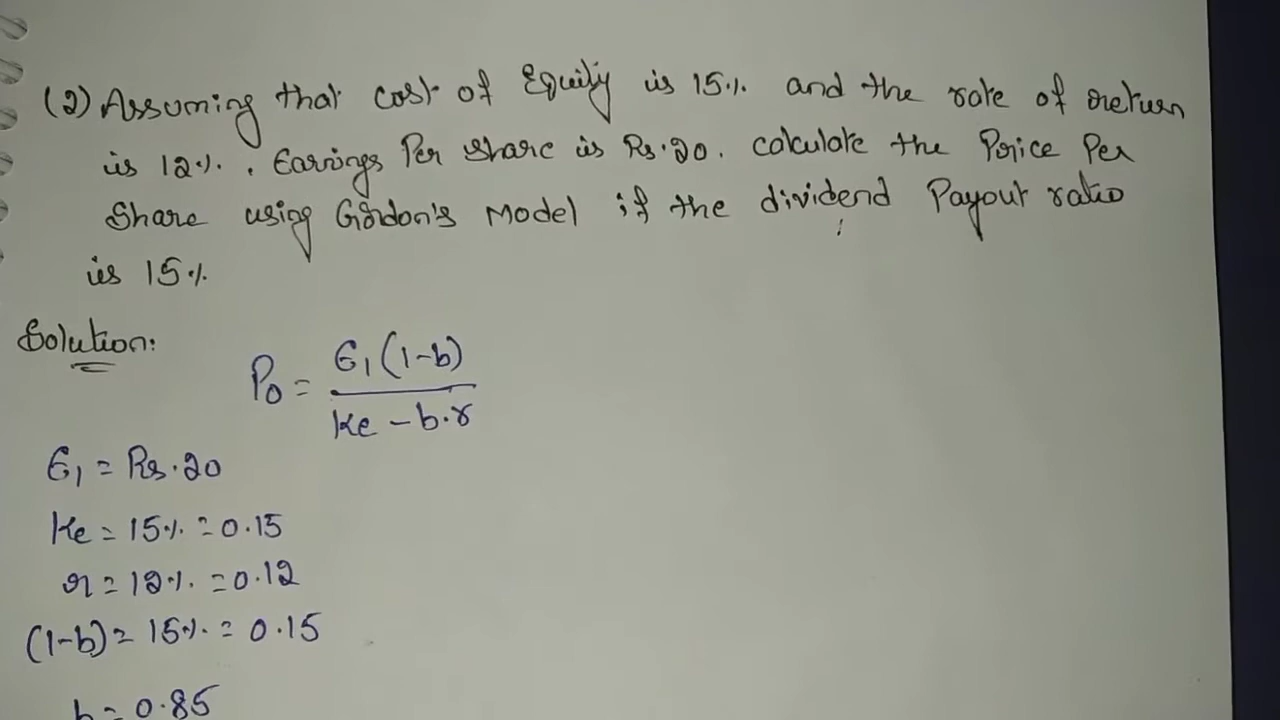 (2) Assuming that cost of Equity is 15%. and the rate of return
is 12%. . Earnings Per share is Rs.20. calculate the Price Per
Share using Gordon's Model if the dividend Payout ratio
is 15%
Solution:
P0 = E1(1-b) / Ke - b.r
E1 = Rs.20
Ke = 15% = 0.15
r = 12% = 0.12
(1-b) = 15% = 0.15
b = 0.85